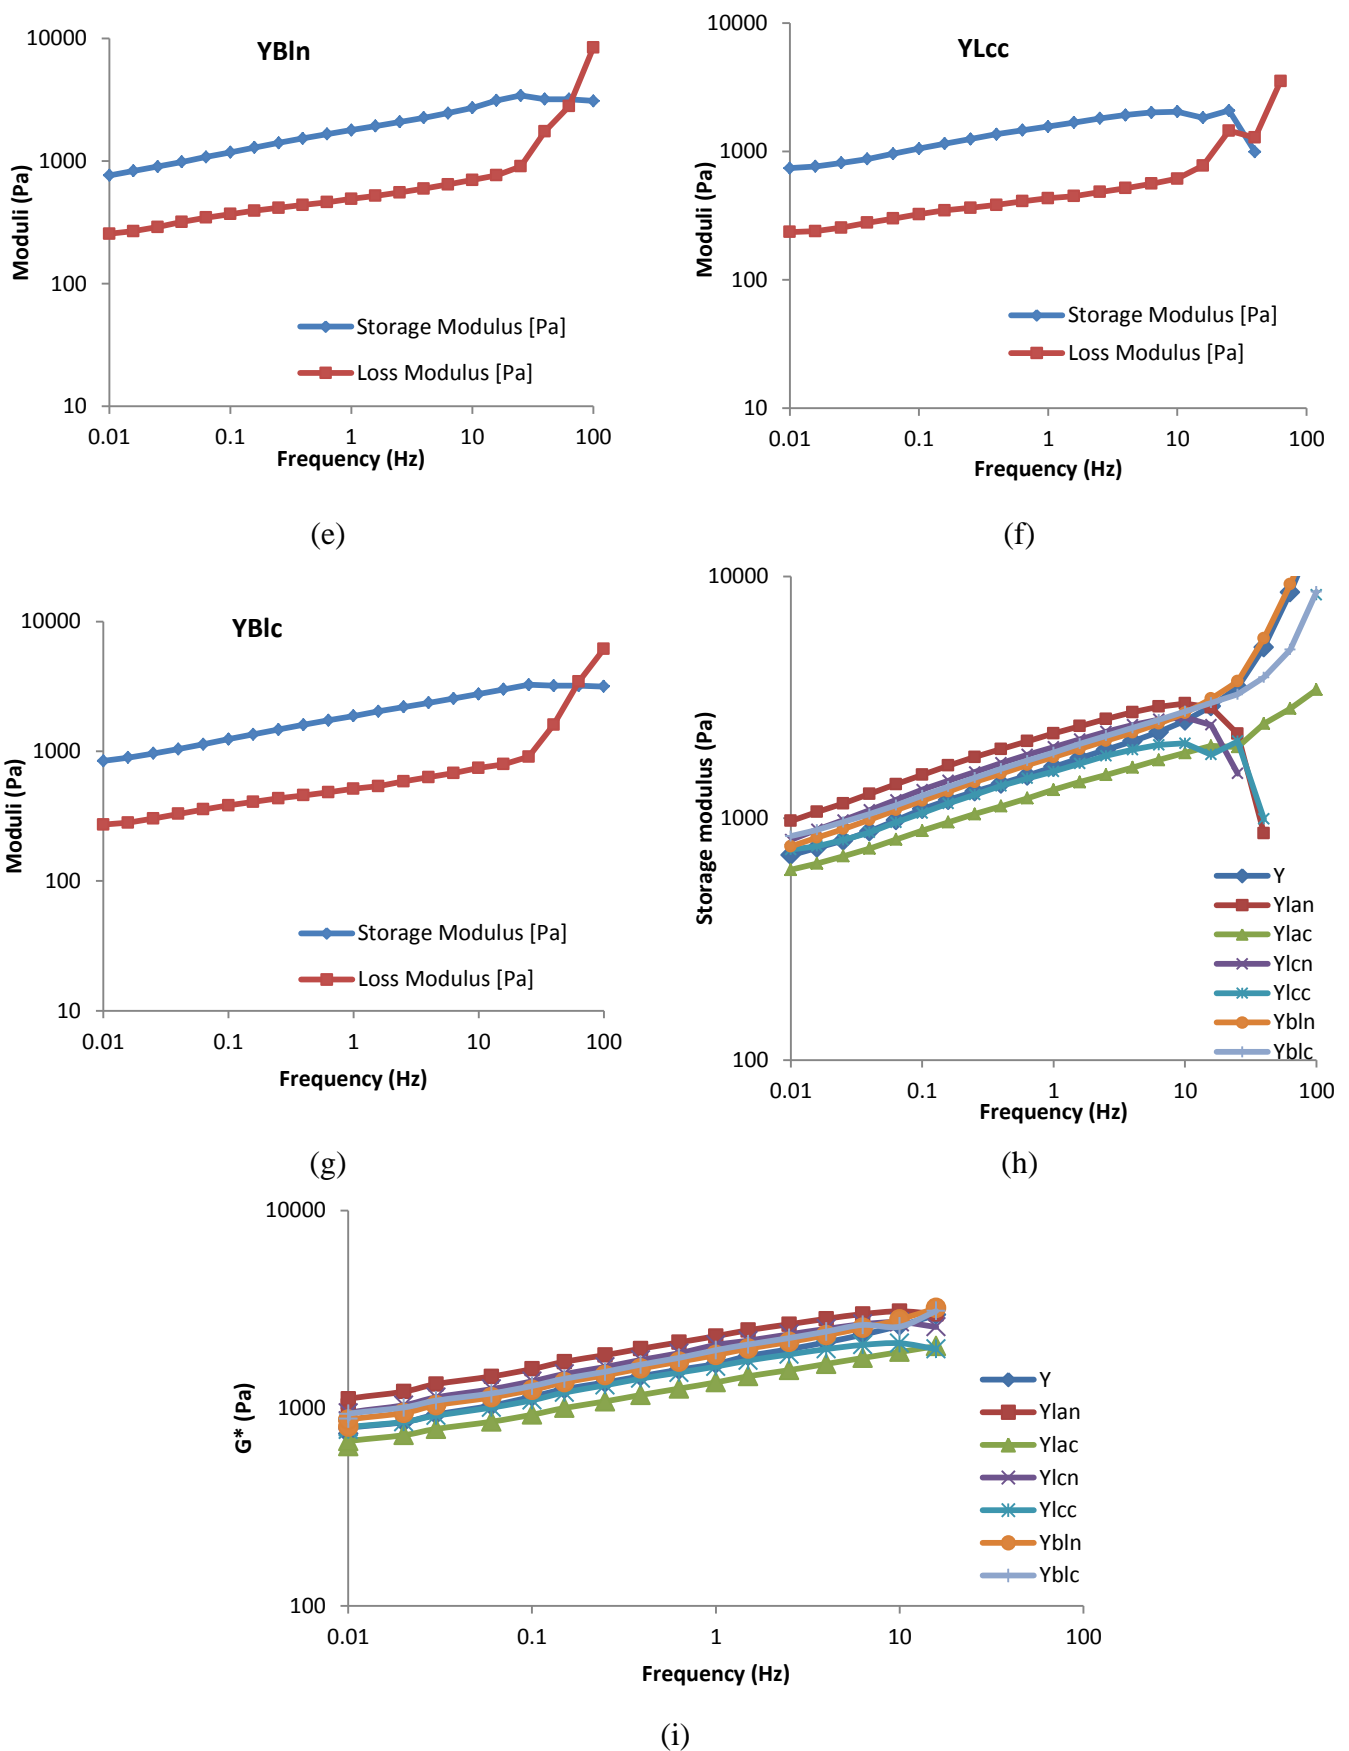 YBln
10000
1000
100
10
Moduli (Pa)
Storage Modulus [Pa]
Loss Modulus [Pa]
0.01 0.1 1 10 100
Frequency (Hz)
(e)
YLcc
10000
1000
100
10
Moduli (Pa)
Storage Modulus [Pa]
Loss Modulus [Pa]
0.01 0.1 1 10 100
Frequency (Hz)
(f)
YBlc
10000
1000
100
10
Moduli (Pa)
Storage Modulus [Pa]
Loss Modulus [Pa]
0.01 0.1 1 10 100
Frequency (Hz)
(g)
10000
1000
100
Storage modulus (Pa)
Y
Ylan
Ylac
Ylcn
Ylcc
Ybln
Yblc
0.01 0.1 1 10 100
Frequency (Hz)
(h)
10000
1000
100
G* (Pa)
Y
Ylan
Ylac
Ylcn
Ylcc
Ybln
Yblc
0.01 0.1 1 10 100
Frequency (Hz)
(i)